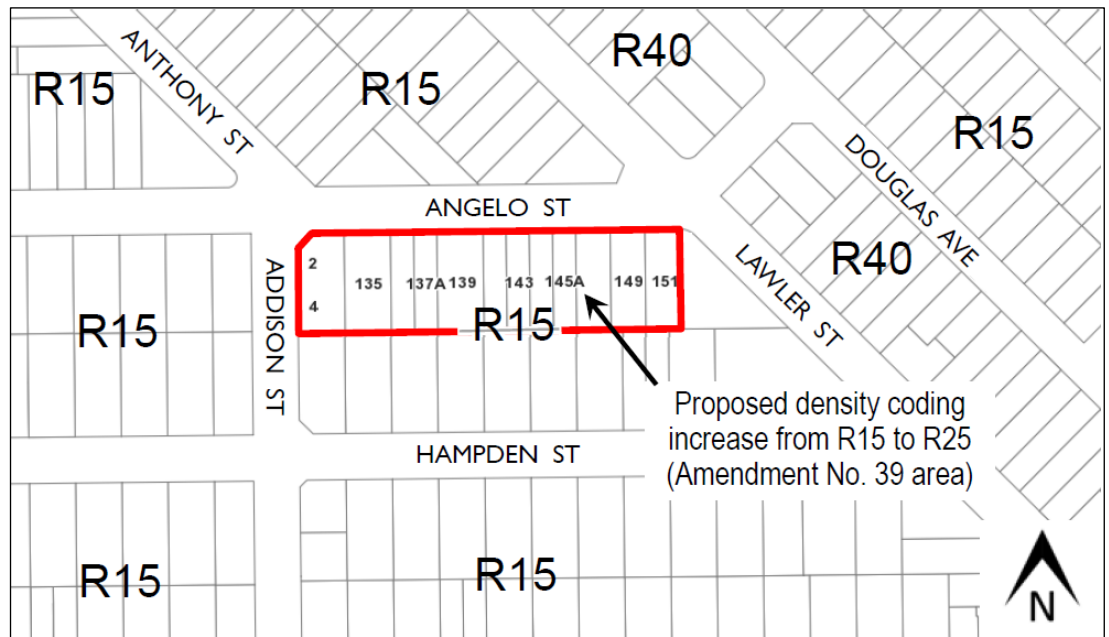 R15
ANTHONY ST
R15
R40
R15
DOUGLAS AVE
ANGELO ST
LAWLER ST
R40
ADDISON ST
2
4
135
137A
139
143
145A
149
151
R15
R15
Proposed density coding
increase from R15 to R25
(Amendment No. 39 area)
HAMPDEN ST
R15
R15
N